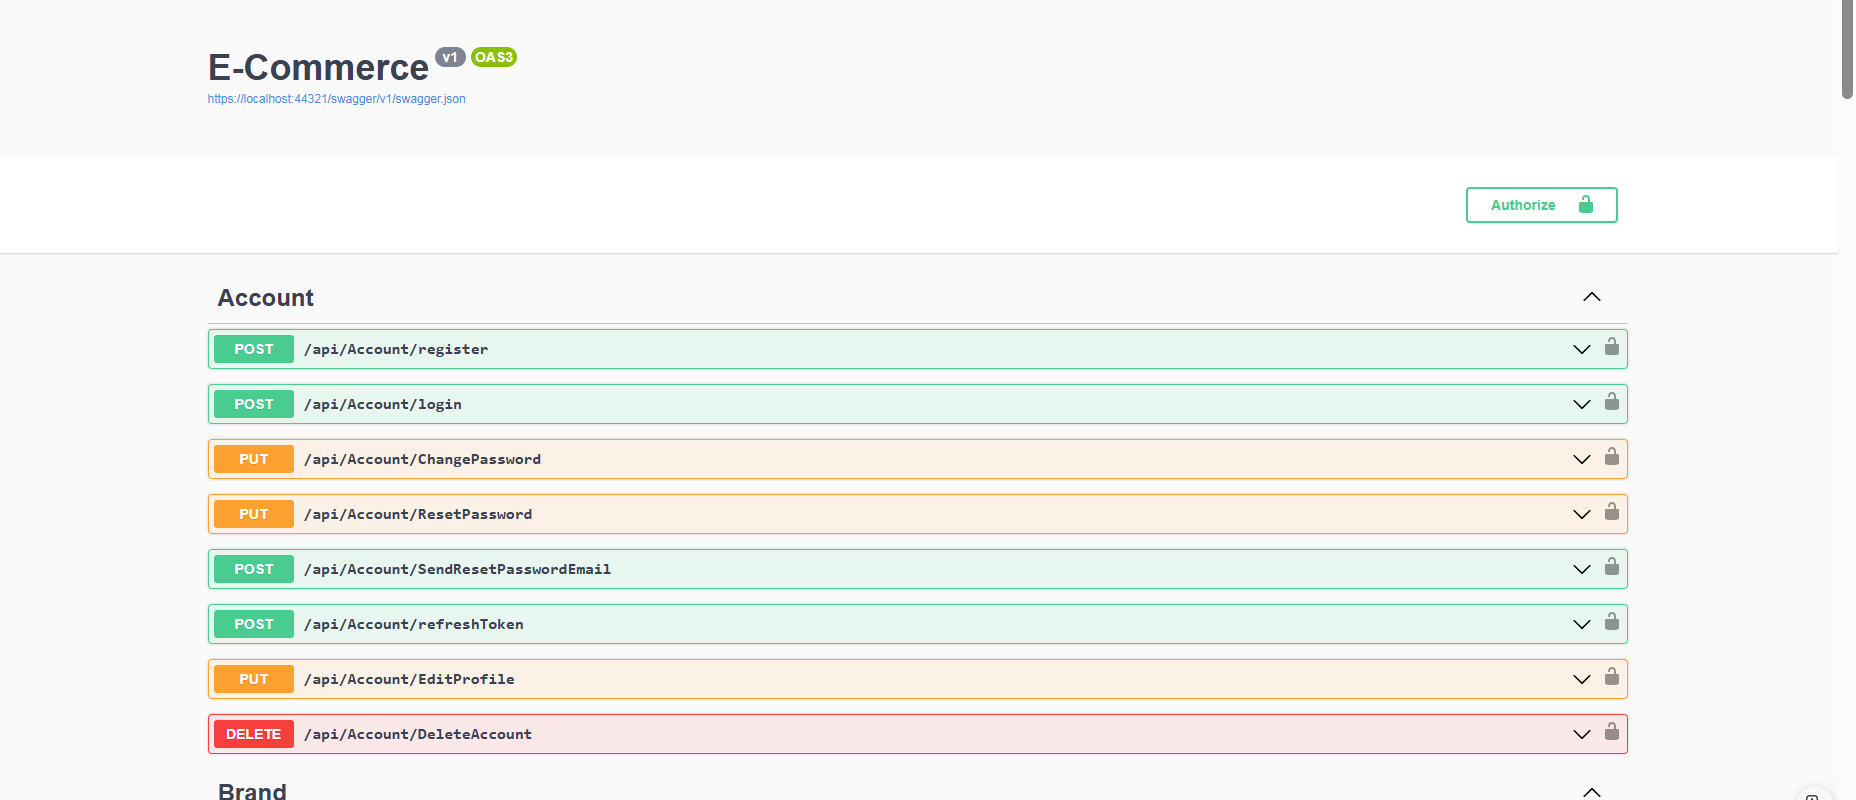 E-Commerce v1 OAS3
https://localhost:44321/swagger/v1/swagger.json
Authorize
Account
POST /api/Account/register
POST /api/Account/login
PUT /api/Account/ChangePassword
PUT /api/Account/ResetPassword
POST /api/Account/SendResetPasswordEmail
POST /api/Account/refreshToken
PUT /api/Account/EditProfile
DELETE /api/Account/DeleteAccount
Brand